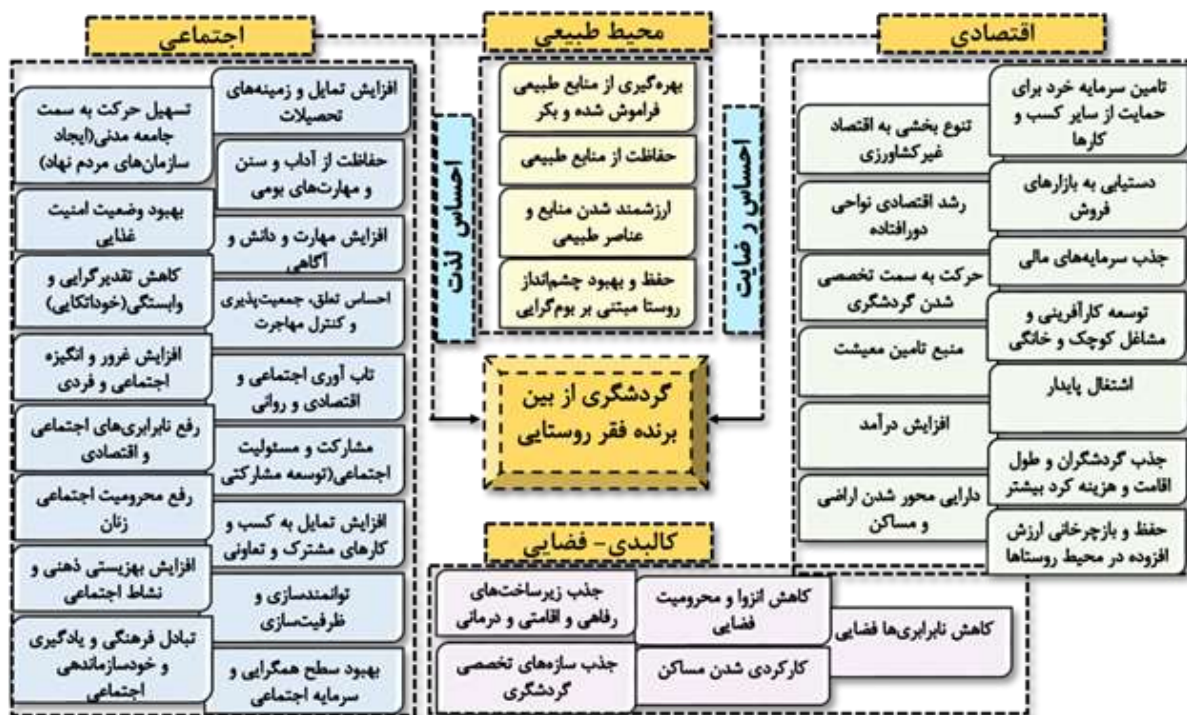 اقتصادی
محیط طبیعی
اجتماعی
تامین سرمایه خرد برای
حمایت از سایر کسب و
کارها
دستیابی به بازارهای
فروش
جذب سرمایه‌های مالی
توسعه کارآفرینی و
مشاغل کوچک و خانگی
اشتغال پایدار
جذب گردشگران و طول
اقامت و هزینه کرد بیشتر
حفظ و بازچرخانی ارزش
افزوده در محیط روستاها
تنوع بخشی به اقتصاد
غیرکشاورزی
رشد اقتصادی نواحی
دورافتاده
حرکت به سمت تخصصی
شدن گردشگری
منبع تامین معیشت
افزایش درآمد
دارایی محور شدن اراضی
و مساکن
احساس رضایت
بهره‌گیری از منابع طبیعی
فراموش شده و بکر
حفاظت از منابع طبیعی
ارزشمند شدن منابع و
عناصر طبیعی
حفظ و بهبود چشم‌انداز
روستا مبتنی بر بوم‌گرایی
احساس لذت
گردشگری از بین
برنده فقر روستایی
افزایش تمایل و زمینه‌های
تحصیلات
حفاظت از آداب و سنن
و مهارت‌های بومی
افزایش مهارت و دانش و
آگاهی
احساس تعلق، جمعیت‌پذیری
و کنترل مهاجرت
تاب آوری اجتماعی و
اقتصادی و روانی
مشارکت و مسئولیت
اجتماعی(توسعه مشارکتی
افزایش تمایل به کسب و
کارهای مشترک و تعاونی
توانمندسازی و
ظرفیت‌سازی
بهبود سطح همگرایی و
سرمایه اجتماعی
تسهیل حرکت به سمت
جامعه مدنی(ایجاد
سازمان‌های مردم نهاد)
بهبود وضعیت امنیت
غذایی
کاهش تقدیرگرایی و
وابستگی(خوداتکایی)
افزایش غرور و انگیزه
اجتماعی و فردی
رفع نابرابری‌های اجتماعی
و اقتصادی
رفع محرومیت اجتماعی
زنان
افزایش بهزیستی ذهنی و
نشاط اجتماعی
تبادل فرهنگی و یادگیری
و خودسازماندهی
اجتماعی
کالبدی- فضایی
کاهش نابرابری‌ها فضایی
کاهش انزوا و محرومیت
فضایی
کارکردی شدن مساکن
جذب زیرساخت‌های
رفاهی و اقامتی و درمانی
جذب سازه‌های تخصصی
گردشگری